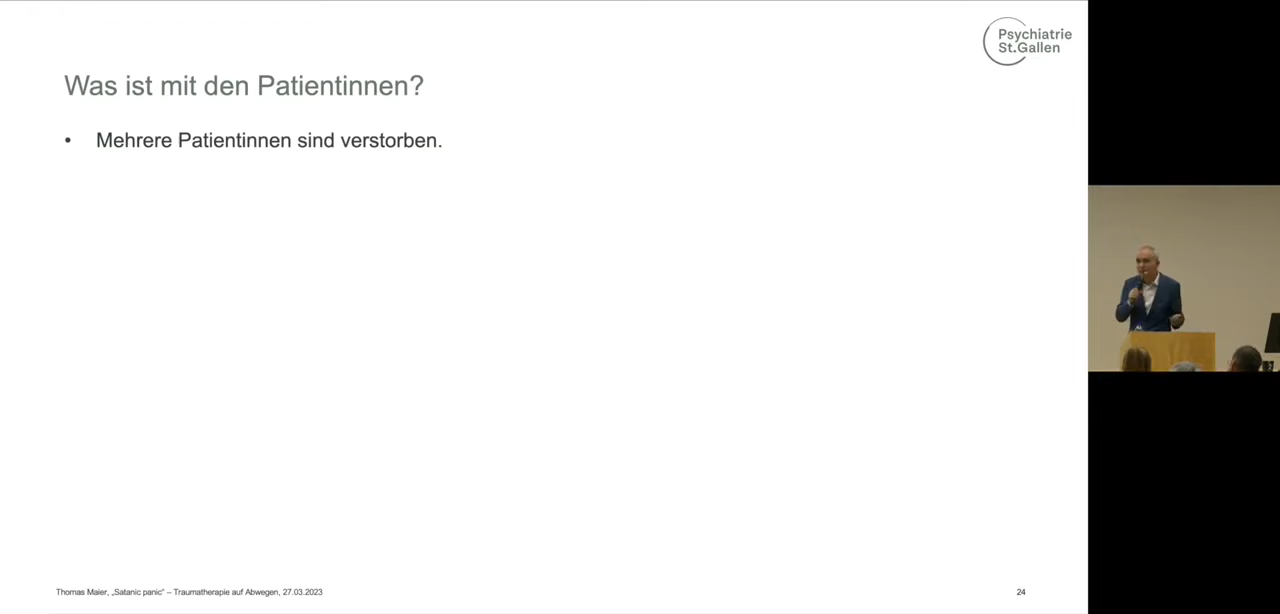 Psychiatrie
St.Gallen
Was ist mit den Patientinnen?
• Mehrere Patientinnen sind verstorben.
Thomas Maier, „Satanic panic“ – Traumatherapie auf Abwegen, 27.03.2023
24